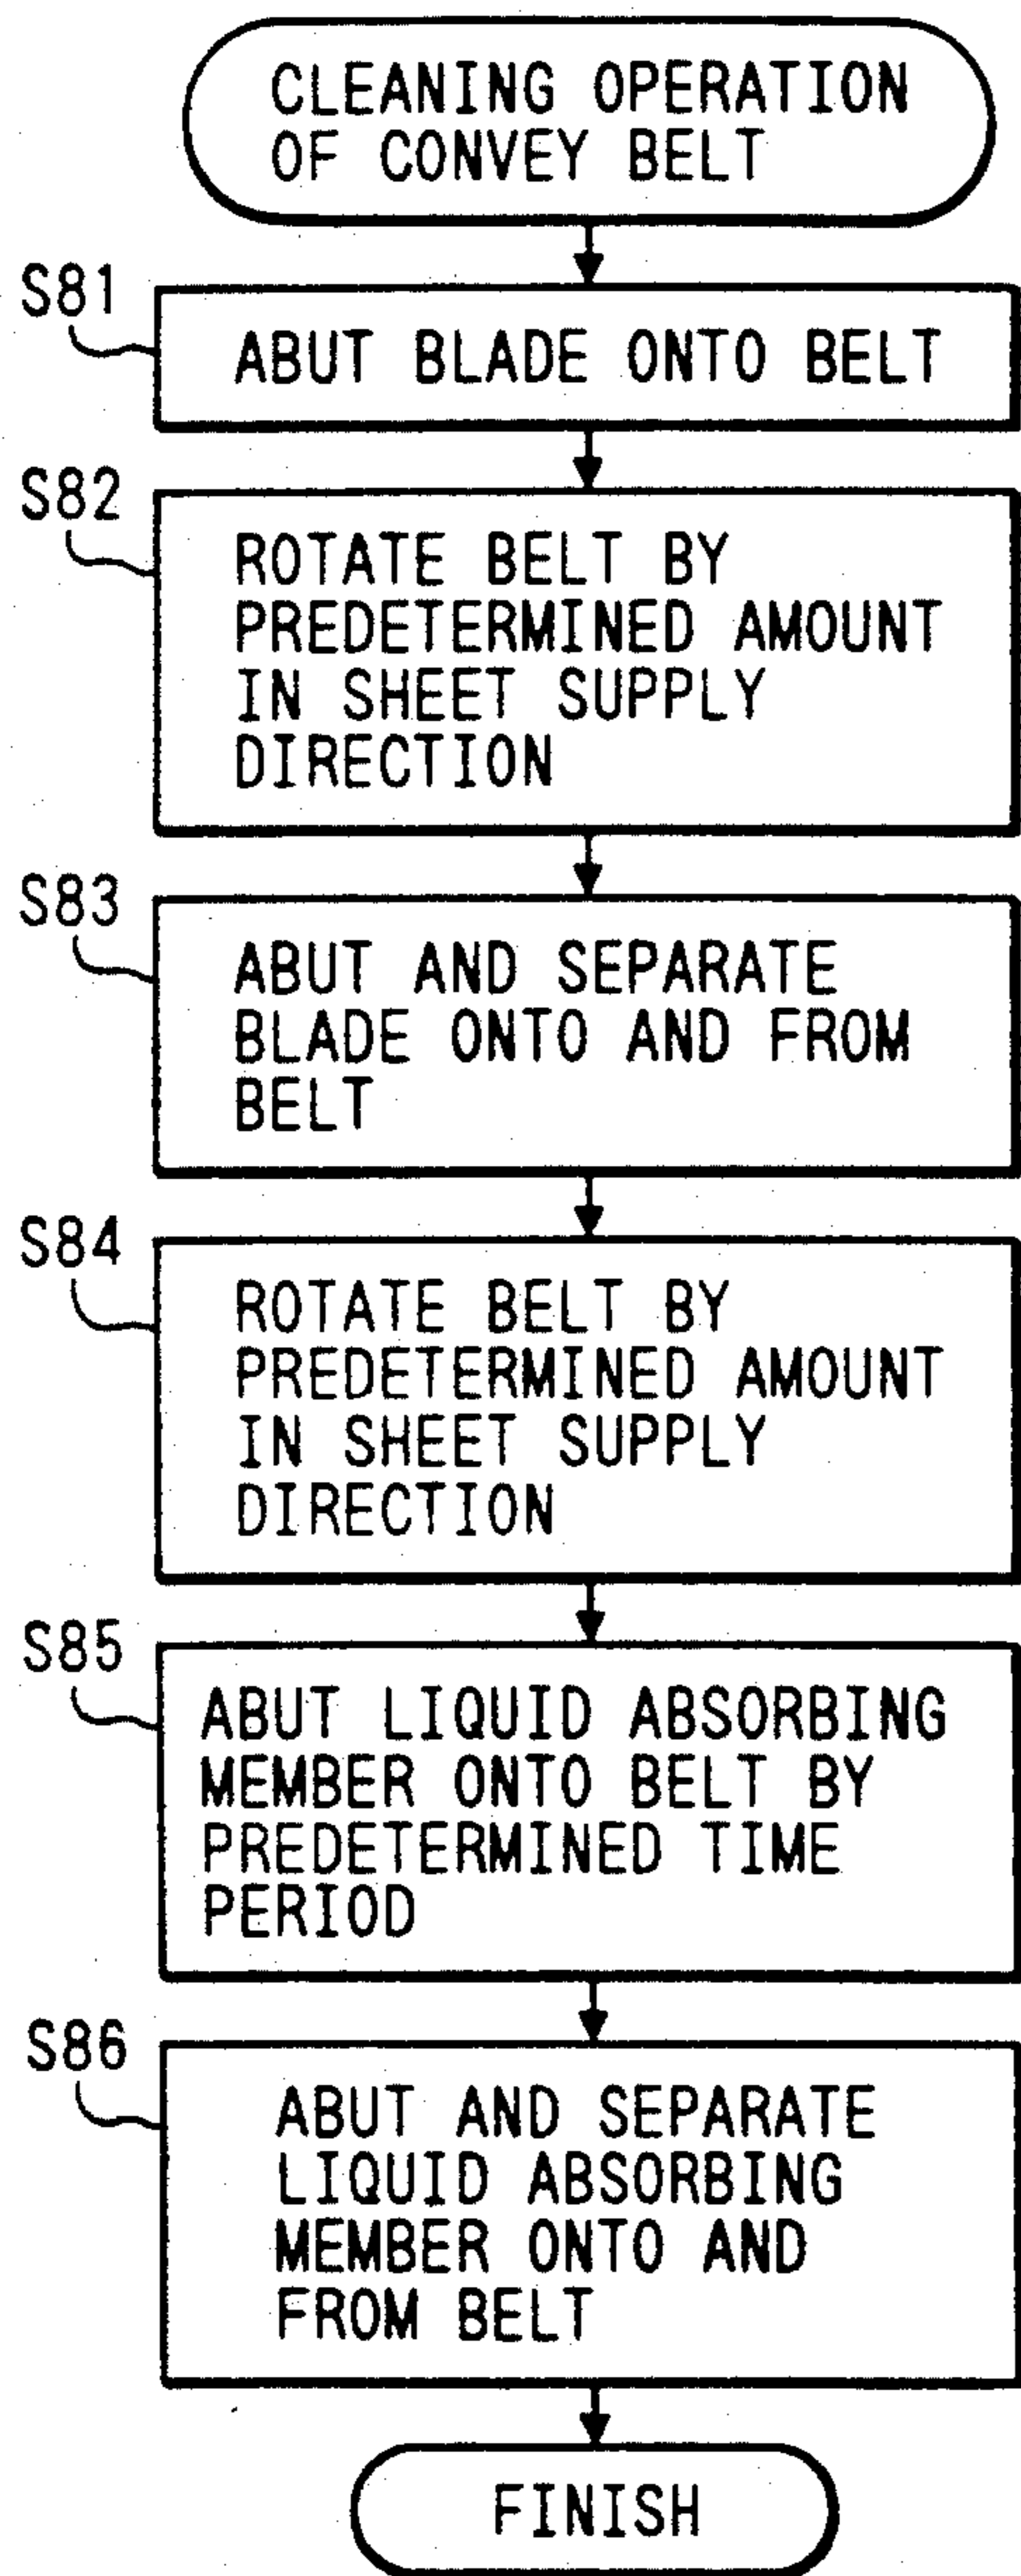 CLEANING OPERATION
OF CONVEY BELT
S81
ABUT BLADE ONTO BELT
S82
ROTATE BELT BY
PREDETERMINED AMOUNT
IN SHEET SUPPLY
DIRECTION
S83
ABUT AND SEPARATE
BLADE ONTO AND FROM
BELT
S84
ROTATE BELT BY
PREDETERMINED AMOUNT
IN SHEET SUPPLY
DIRECTION
S85
ABUT LIQUID ABSORBING
MEMBER ONTO BELT BY
PREDETERMINED TIME
PERIOD
S86
ABUT AND SEPARATE
LIQUID ABSORBING
MEMBER ONTO AND
FROM BELT
FINISH